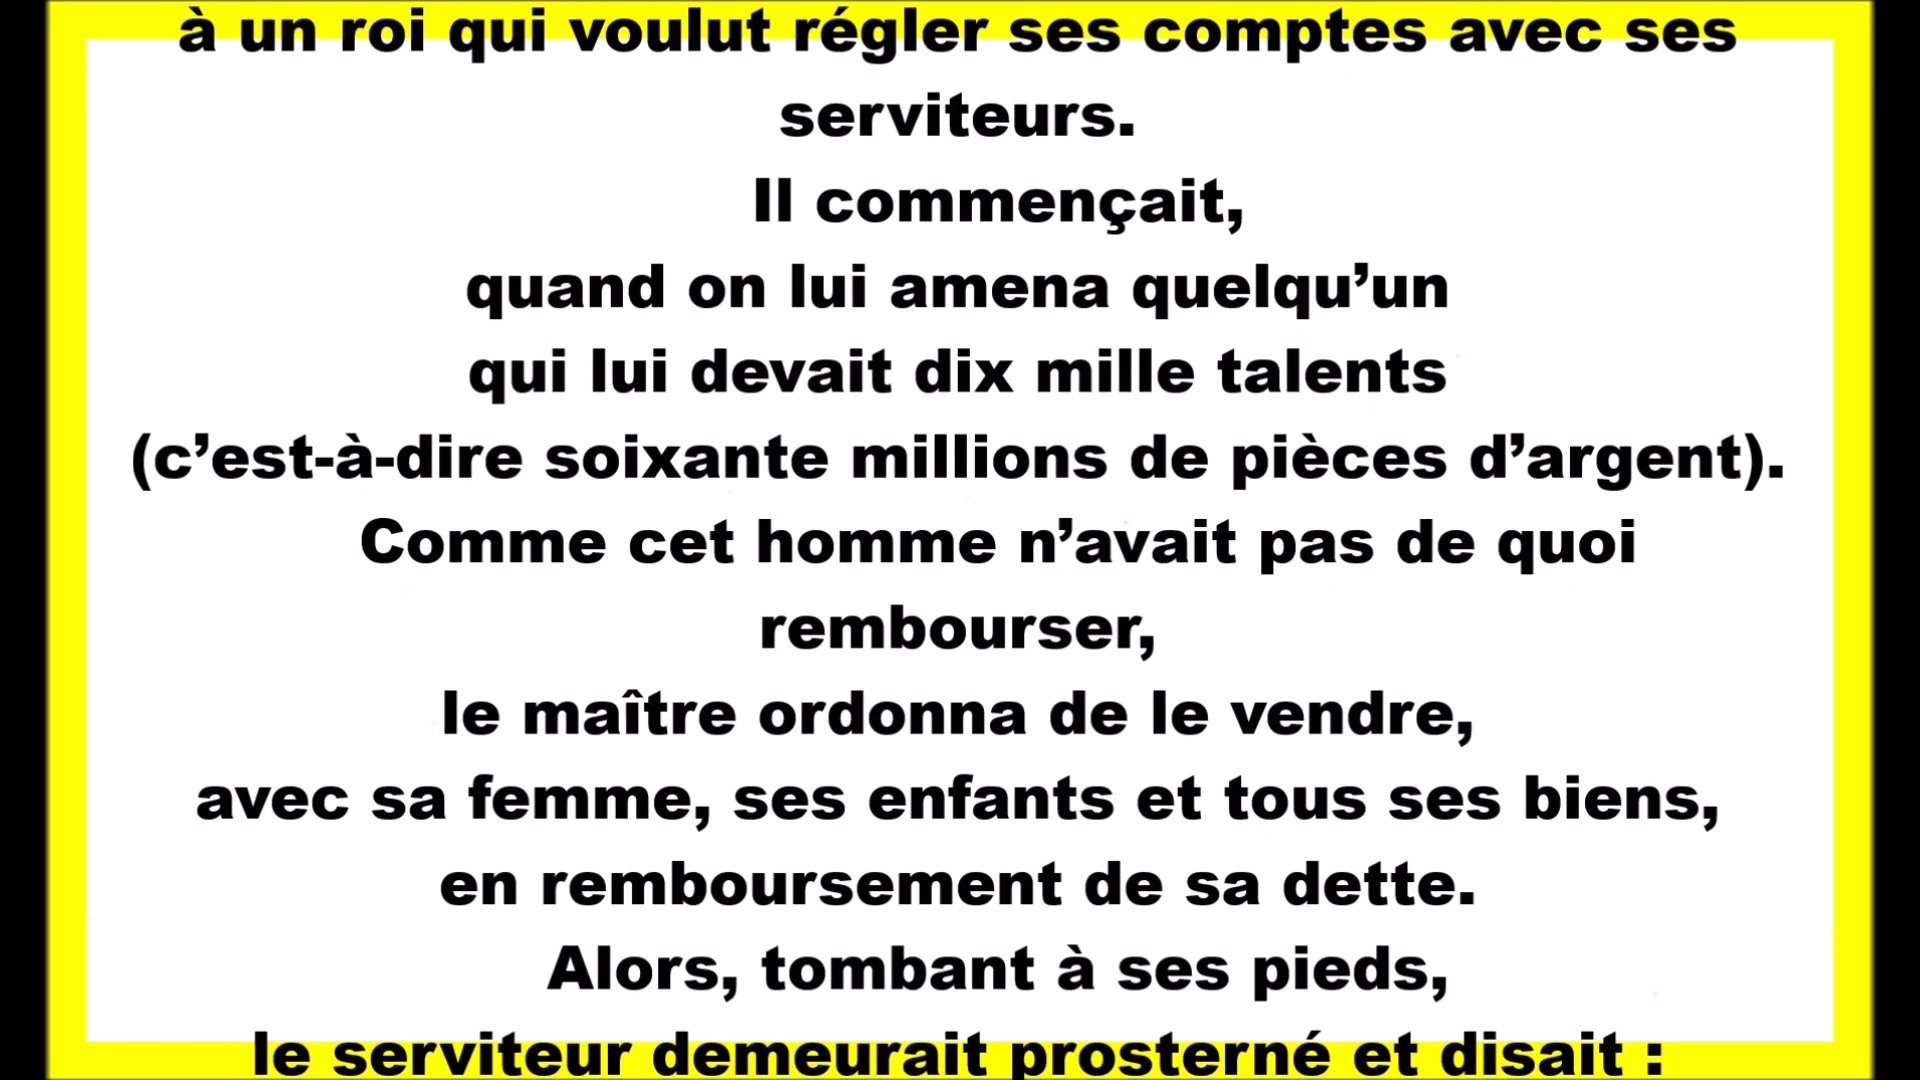 à un roi qui voulut régler ses comptes avec ses
serviteurs.
Il commençait,
quand on lui amena quelqu’un
qui lui devait dix mille talents
(c’est-à-dire soixante millions de pièces d’argent).
Comme cet homme n’avait pas de quoi
rembourser,
le maître ordonna de le vendre,
avec sa femme, ses enfants et tous ses biens,
en remboursement de sa dette.
Alors, tombant à ses pieds,
le serviteur demeurait prosterné et disait :